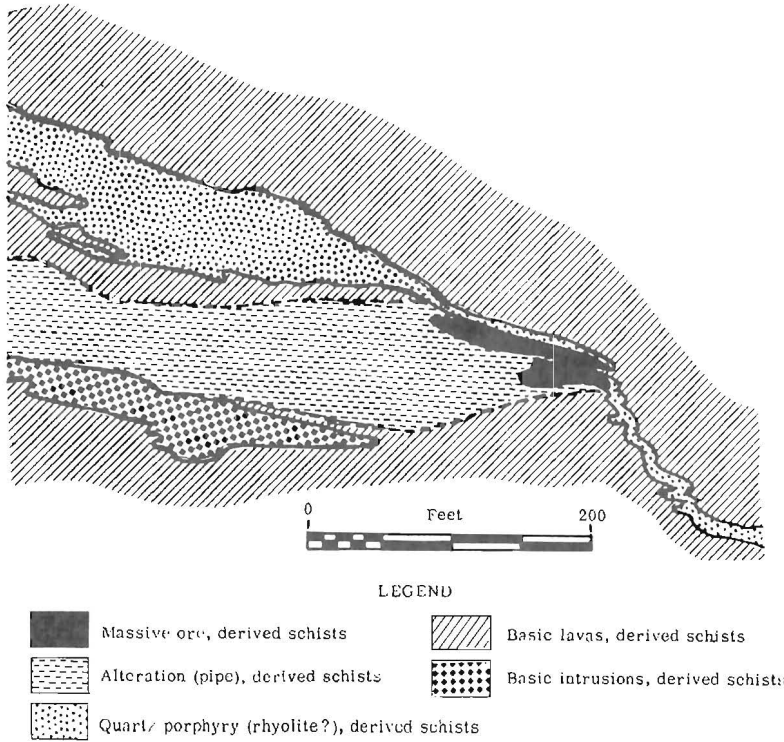 0 Feet 200
LEGEND
Massive ore, derived schists
Alteration (pipe), derived schists
Quartz porphyry (rhyolite?), derived schists
Basic lavas, derived schists
Basic intrusions, derived schists